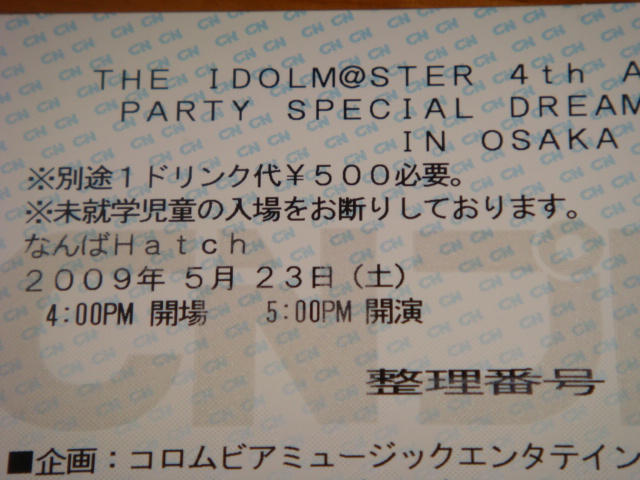 THE IDOLM@STER 4th A
PARTY SPECIAL DREAM
IN OSAKA
※別途1ドリンク代¥500必要。
※未就学児童の入場をお断りしております。
なんばHatch
2009年 5月 23日(土)
4:00PM 開場 5:00PM 開演
整理番号
■企画:コロムビアミュージックエンタテイン